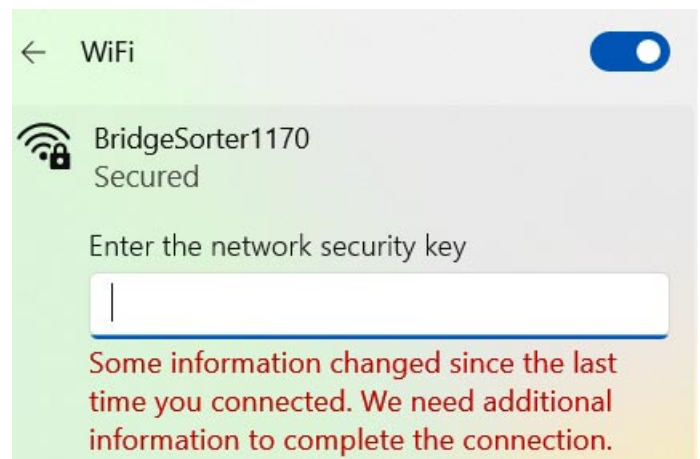 WiFi
BridgeSorter1170
Secured
Enter the network security key
Some information changed since the last
time you connected. We need additional
information to complete the connection.